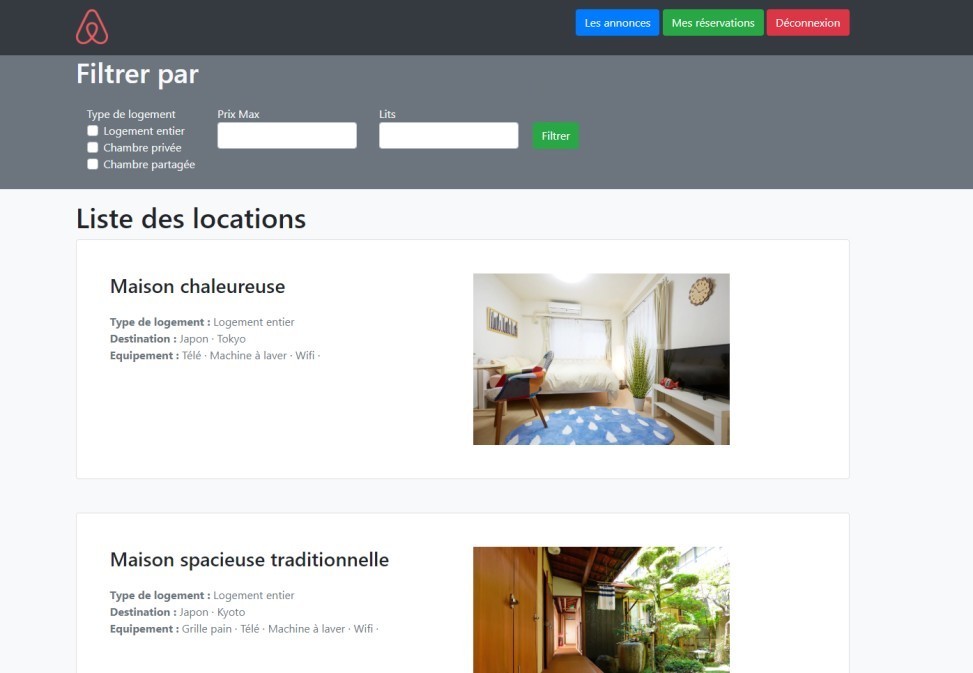 Les annonces
Mes réservations
Déconnexion
Filtrer par
Type de logement
Logement entier
Chambre privée
Chambre partagée
Prix Max
Lits
Filtrer
Liste des locations
Maison chaleureuse
Type de logement : Logement entier
Destination : Japon · Tokyo
Equipement : Télé · Machine à laver · Wifi ·
Maison spacieuse traditionnelle
Type de logement : Logement entier
Destination : Japon · Kyoto
Equipement : Grille pain · Télé · Machine à laver · Wifi ·